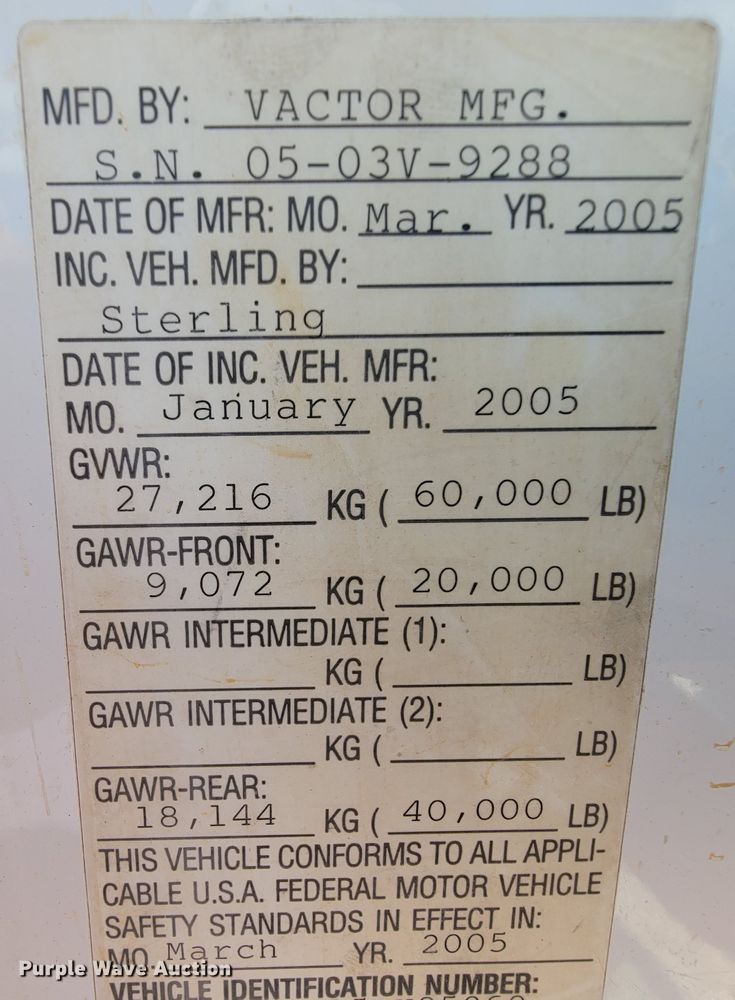 MFD. BY: VACTOR MFG.
S.N. 05-03V-9288
DATE OF MFR: MO. Mar. YR. 2005
INC. VEH. MFD. BY:
Sterling
DATE OF INC. VEH. MFR:
MO. January YR. 2005
GVWR:
27,216 KG ( 60,000 LB)
GAWR-FRONT:
9,072 KG ( 20,000 LB)
GAWR INTERMEDIATE (1):
KG ( LB)
GAWR INTERMEDIATE (2):
KG ( LB)
GAWR-REAR:
18,144 KG ( 40,000 LB)
THIS VEHICLE CONFORMS TO ALL APPLI-
CABLE U.S.A. FEDERAL MOTOR VEHICLE
SAFETY STANDARDS IN EFFECT IN:
MO. March YR. 2005
Purple Wave Auction
VEHICLE IDENTIFICATION NUMBER: